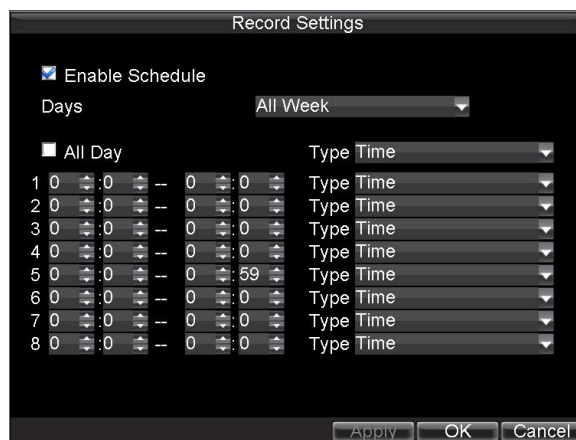 Record Settings
Enable Schedule
Days All Week
All Day Type Time
1 0 :0 -- 0 :0 Type Time
2 0 :0 -- 0 :0 Type Time
3 0 :0 -- 0 :0 Type Time
4 0 :0 -- 0 :0 Type Time
5 0 :0 -- 0 :59 Type Time
6 0 :0 -- 0 :0 Type Time
7 0 :0 -- 0 :0 Type Time
8 0 :0 -- 0 :0 Type Time
Apply OK Cancel